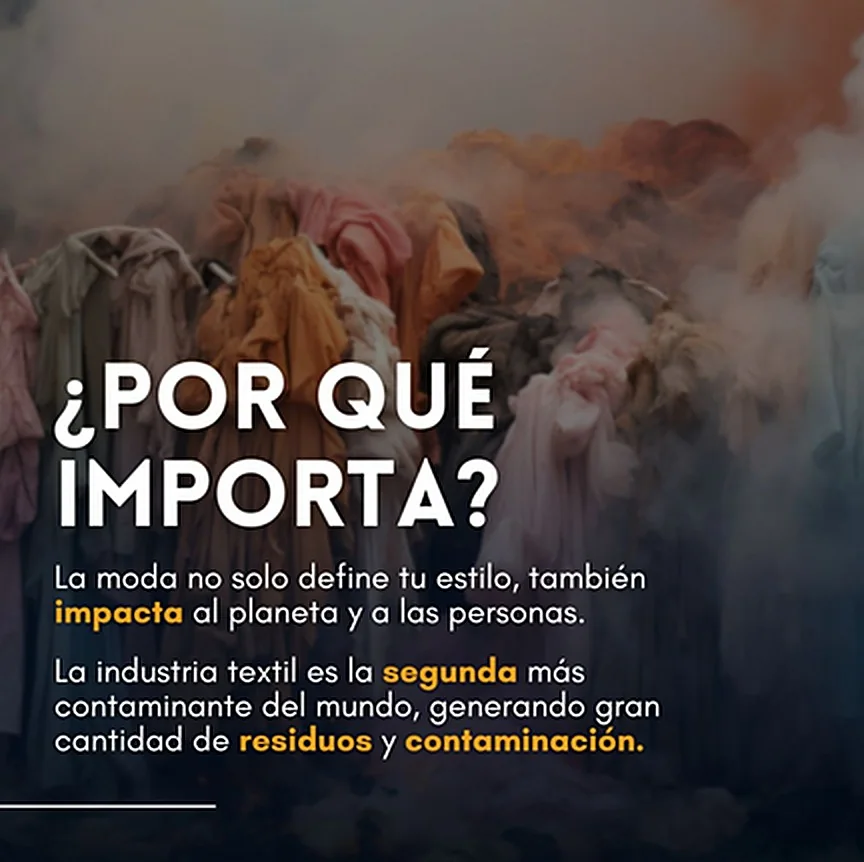 ¿POR QUÉ
IMPORTA?
La moda no solo define tu estilo, también
impacta al planeta y a las personas.
La industria textil es la segunda más
contaminante del mundo, generando gran
cantidad de residuos y contaminación.